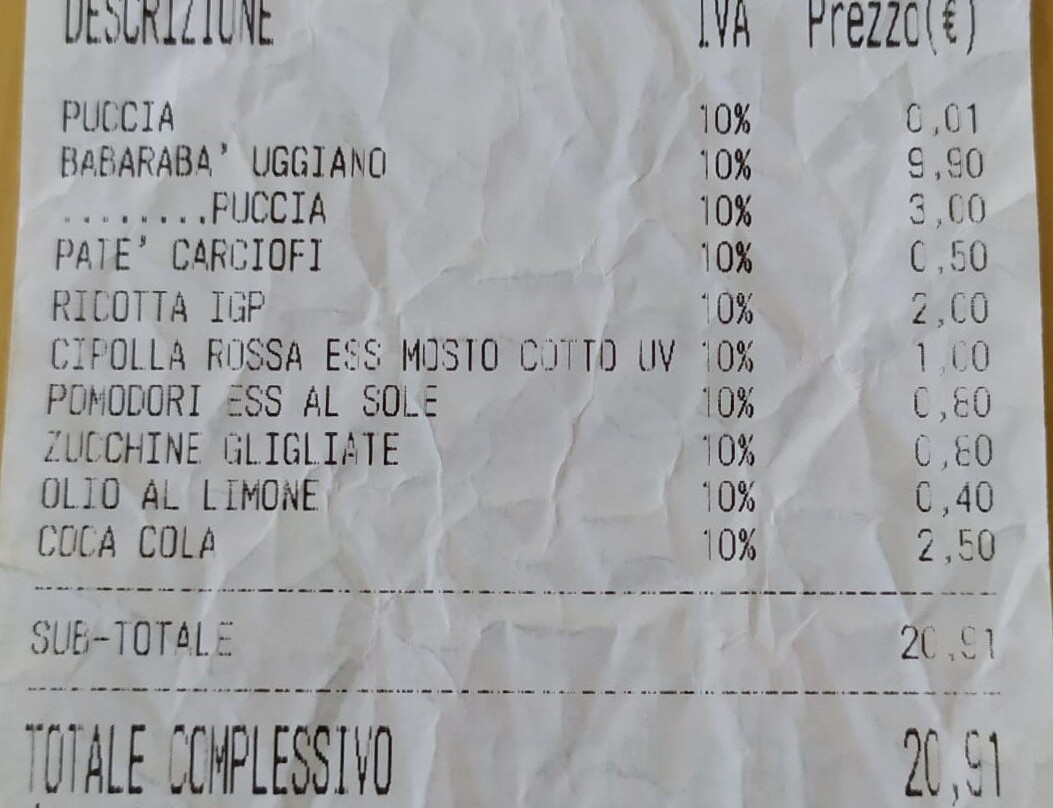 DESCRIZIONE IVA Prezzo(€)
PUCCIA 10% 0,01
BABARABA' UGGIANO 10% 9,90
........PUCCIA 10% 3,00
PATE' CARCIOFI 10% 0,50
RICOTTA IGP 10% 2,00
CIPOLLA ROSSA ESS MOSTO COTTO UV 10% 1,00
POMODORI ESS AL SOLE 10% 0,80
ZUCCHINE GLIGLIATE 10% 0,80
OLIO AL LIMONE 10% 0,40
COCA COLA 10% 2,50
SUB-TOTALE 20,91
TOTALE COMPLESSIVO 20,91